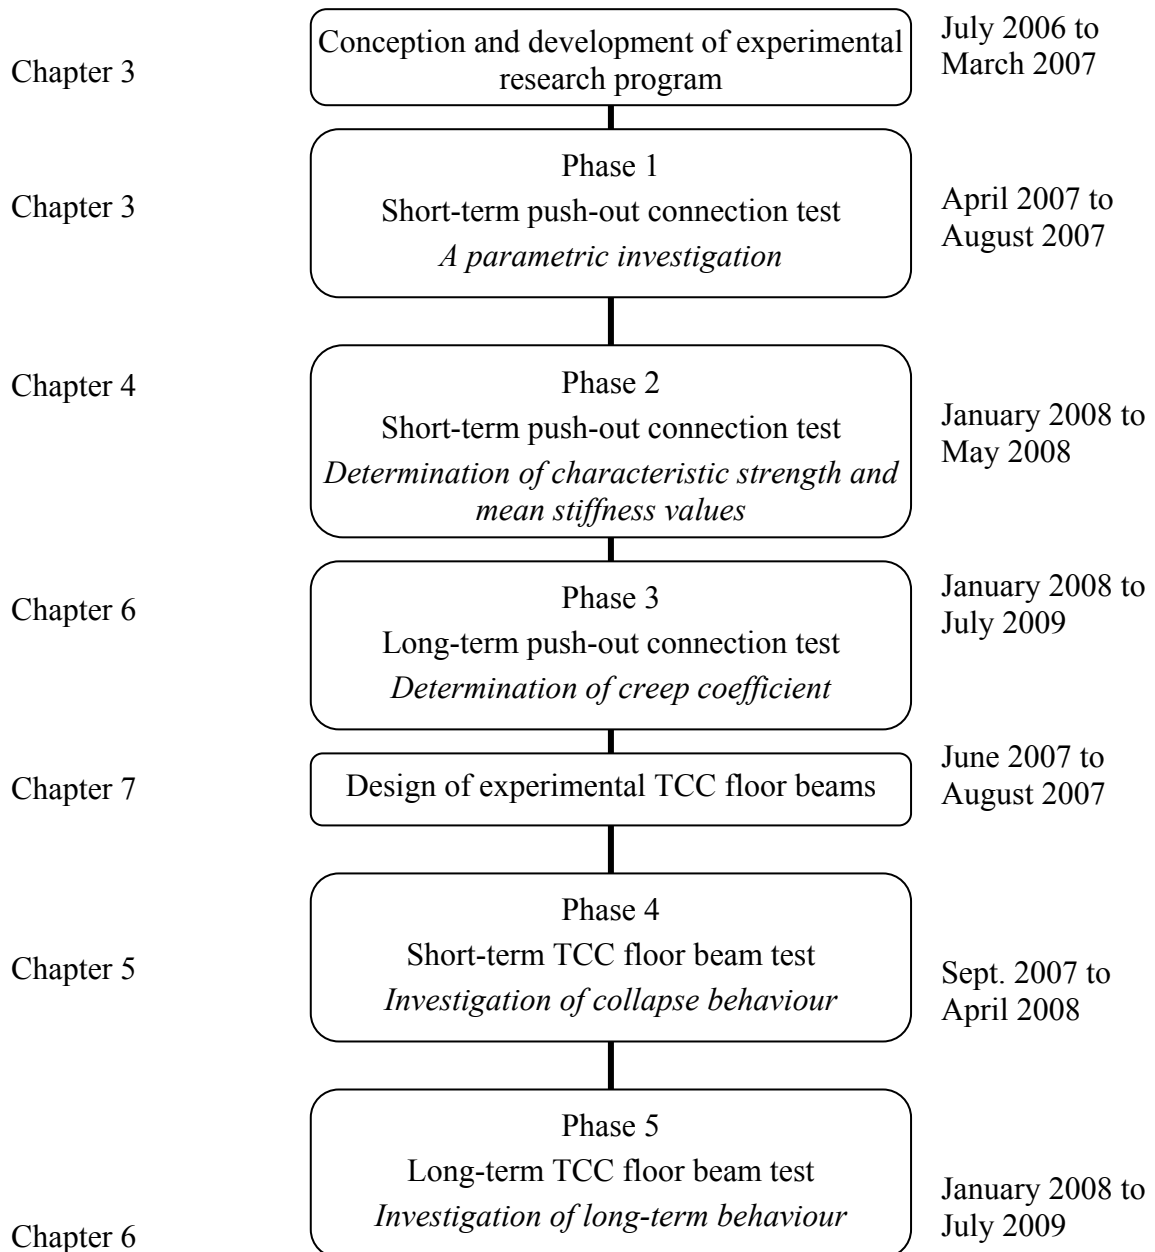 Chapter 3
Conception and development of experimental
research program
July 2006 to
March 2007
Chapter 3
Phase 1
Short-term push-out connection test
A parametric investigation
April 2007 to
August 2007
Chapter 4
Phase 2
Short-term push-out connection test
Determination of characteristic strength and
mean stiffness values
January 2008 to
May 2008
Chapter 6
Phase 3
Long-term push-out connection test
Determination of creep coefficient
January 2008 to
July 2009
Chapter 7
Design of experimental TCC floor beams
June 2007 to
August 2007
Chapter 5
Phase 4
Short-term TCC floor beam test
Investigation of collapse behaviour
Sept. 2007 to
April 2008
Chapter 6
Phase 5
Long-term TCC floor beam test
Investigation of long-term behaviour
January 2008 to
July 2009